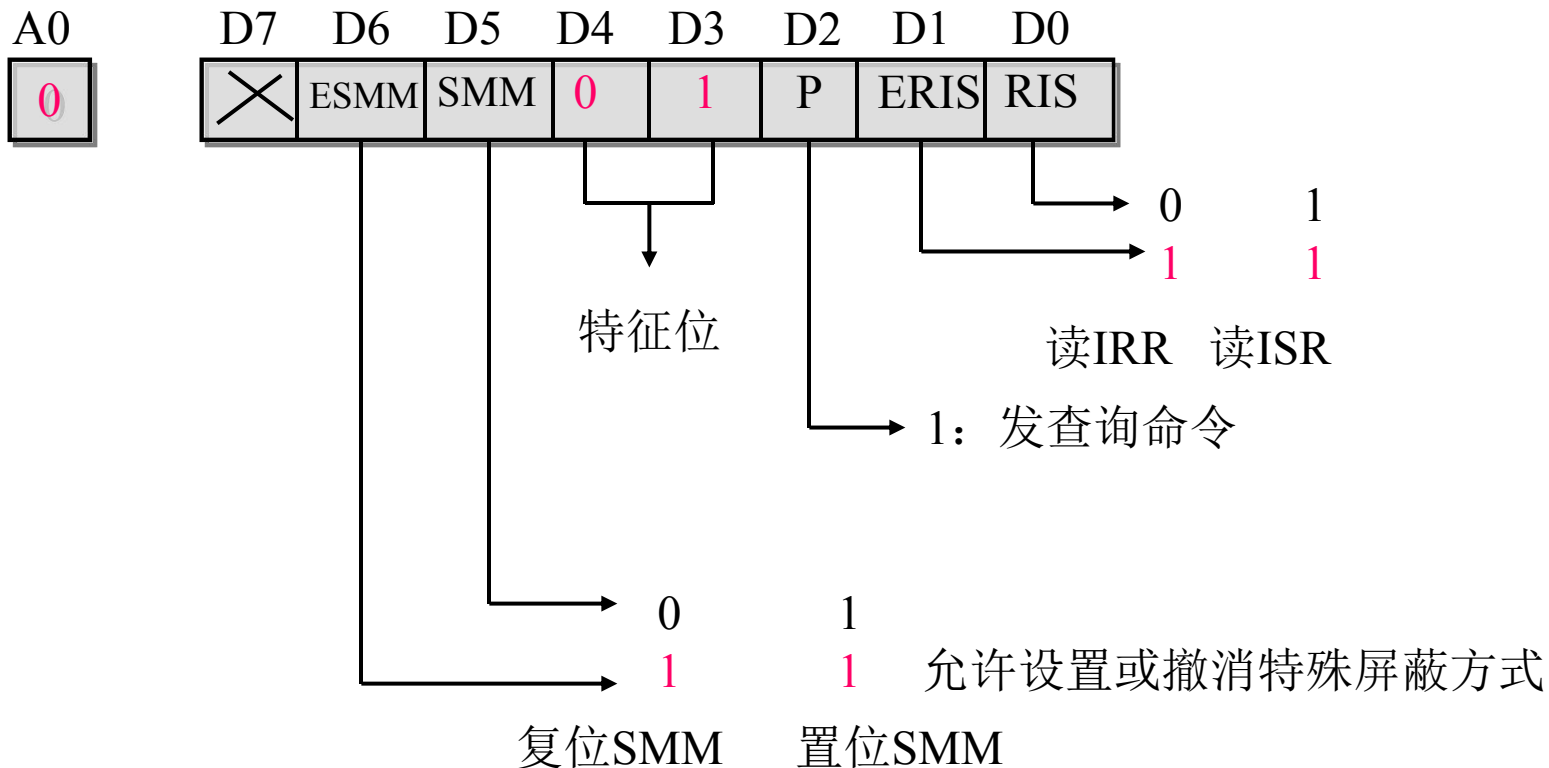 A0 D7 D6 D5 D4 D3 D2 D1 D0
0 ESMM SMM 0 1 P ERIS RIS
0 1
1 1
特征位
读IRR 读ISR
1：发查询命令
0 1
1 1 允许设置或撤消特殊屏蔽方式
复位SMM 置位SMM